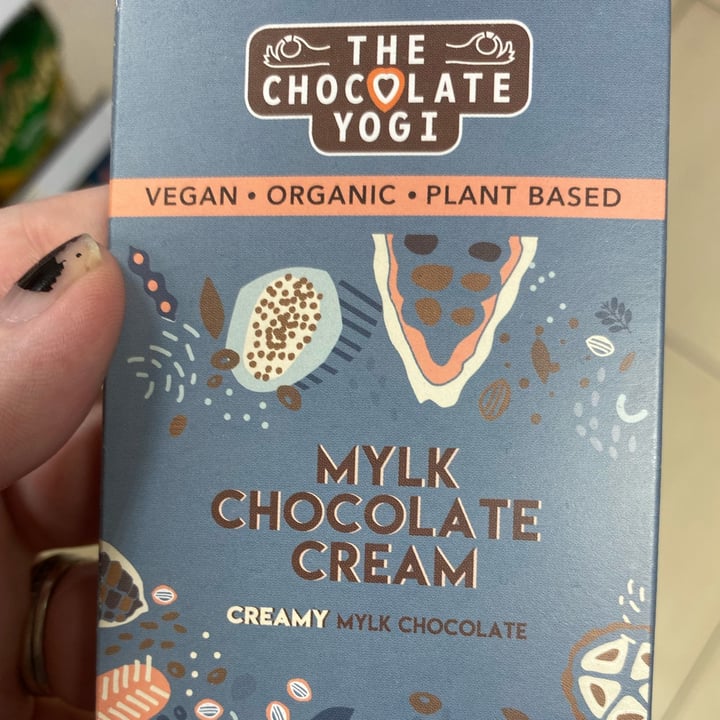 THE
CHOCOLATE
YOGI
VEGAN • ORGANIC • PLANT BASED
MYLK
CHOCOLATE
CREAM
CREAMY MYLK CHOCOLATE